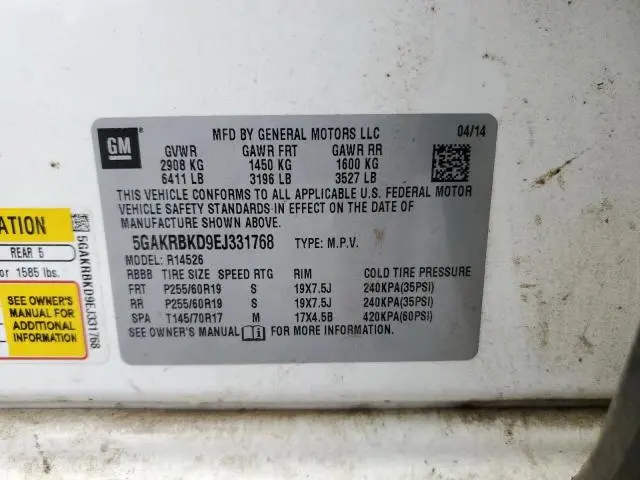 GM
MFD BY GENERAL MOTORS LLC 04/14
GVWR GAWR FRT GAWR RR
2908 KG 1450 KG 1600 KG
6411 LB 3196 LB 3527 LB
THIS VEHICLE CONFORMS TO ALL APPLICABLE U.S. FEDERAL MOTOR
VEHICLE SAFETY STANDARDS IN EFFECT ON THE DATE OF
MANUFACTURE SHOWN ABOVE.
5GAKRBKD9EJ331768 TYPE: M.P.V.
MODEL: R14526
RBBB TIRE SIZE SPEED RTG RIM COLD TIRE PRESSURE
FRT P255/60R19 S 19X7.5J 240KPA(35PSI)
RR P255/60R19 S 19X7.5J 240KPA(35PSI)
SPA T145/70R17 M 17X4.5B 420KPA(60PSI)
SEE OWNER'S MANUAL FOR MORE INFORMATION.
ATION
REAR 5
or 1585 lbs.
SEE OWNER'S
MANUAL FOR
ADDITIONAL
INFORMATION
5GAKRBKD9EJ331768